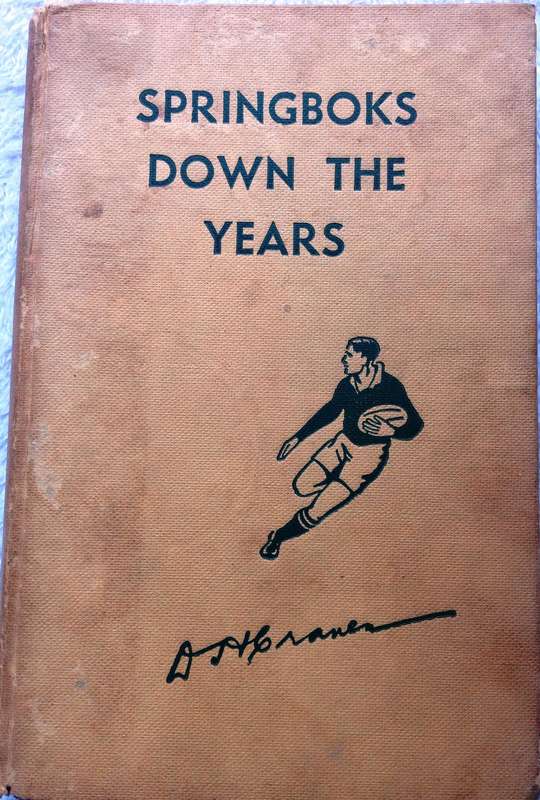 SPRINGBOKS
DOWN THE
YEARS
D H Craven